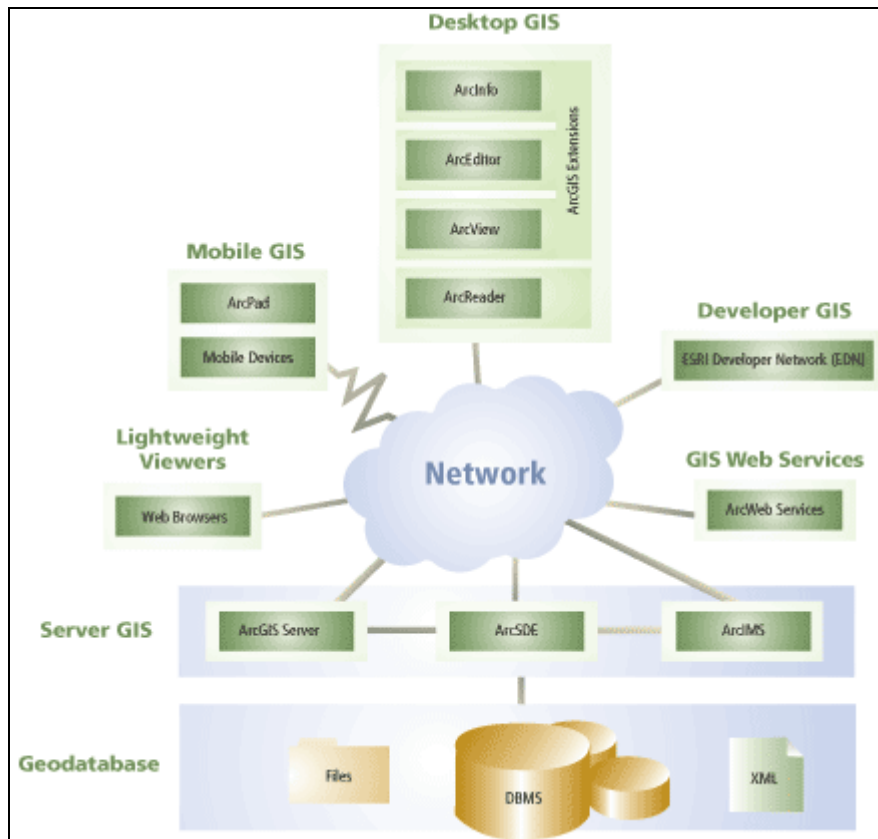 Desktop GIS
ArcInfo
ArcEditor
ArcView
ArcReader
ArcGIS Extensions
Mobile GIS
ArcPad
Mobile Devices
Developer GIS
ESRI Developer Network (EDN)
Lightweight
Viewers
Web Browsers
Network
GIS Web Services
ArcWeb Services
Server GIS
ArcGIS Server
ArcSDE
ArcIMS
Geodatabase
Files
DBMS
XML